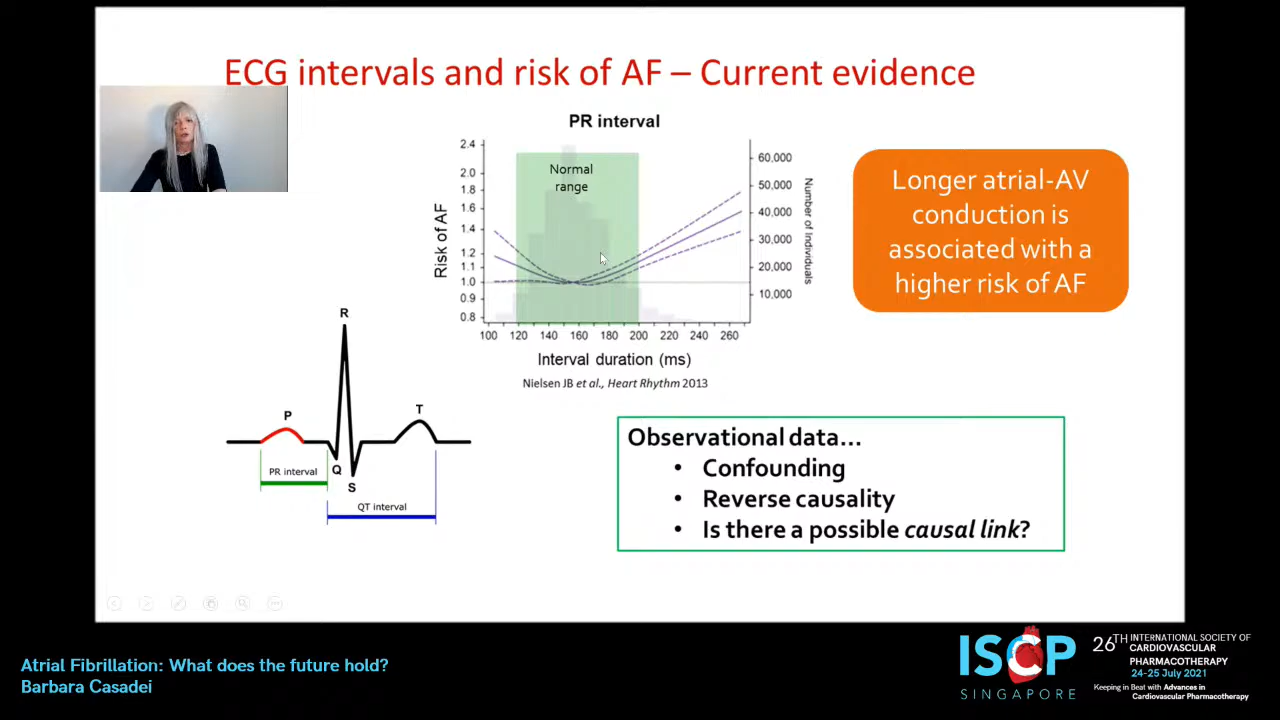 ECG intervals and risk of AF – Current evidence
PR interval
Normal
range
2.4
2.0
1.8
1.6
1.4
1.2
1.1
1.0
0.9
0.8
Risk of AF
60,000
50,000
40,000
30,000
20,000
10,000
Number of Individuals
100 120 140 160 180 200 220 240 260
Interval duration (ms)
Nielsen JB et al., Heart Rhythm 2013
Longer atrial-AV
conduction is
associated with a
higher risk of AF
R
P
T
Q
S
PR interval
QT interval
Observational data...
• Confounding
• Reverse causality
• Is there a possible causal link?
Atrial Fibrillation: What does the future hold?
Barbara Casadei
ISCP
SINGAPORE
26TH INTERNATIONAL SOCIETY OF
CARDIOVASCULAR
PHARMACOTHERAPY
24-25 July 2021
Keeping in Beat with Advances in
Cardiovascular Pharmacotherapy